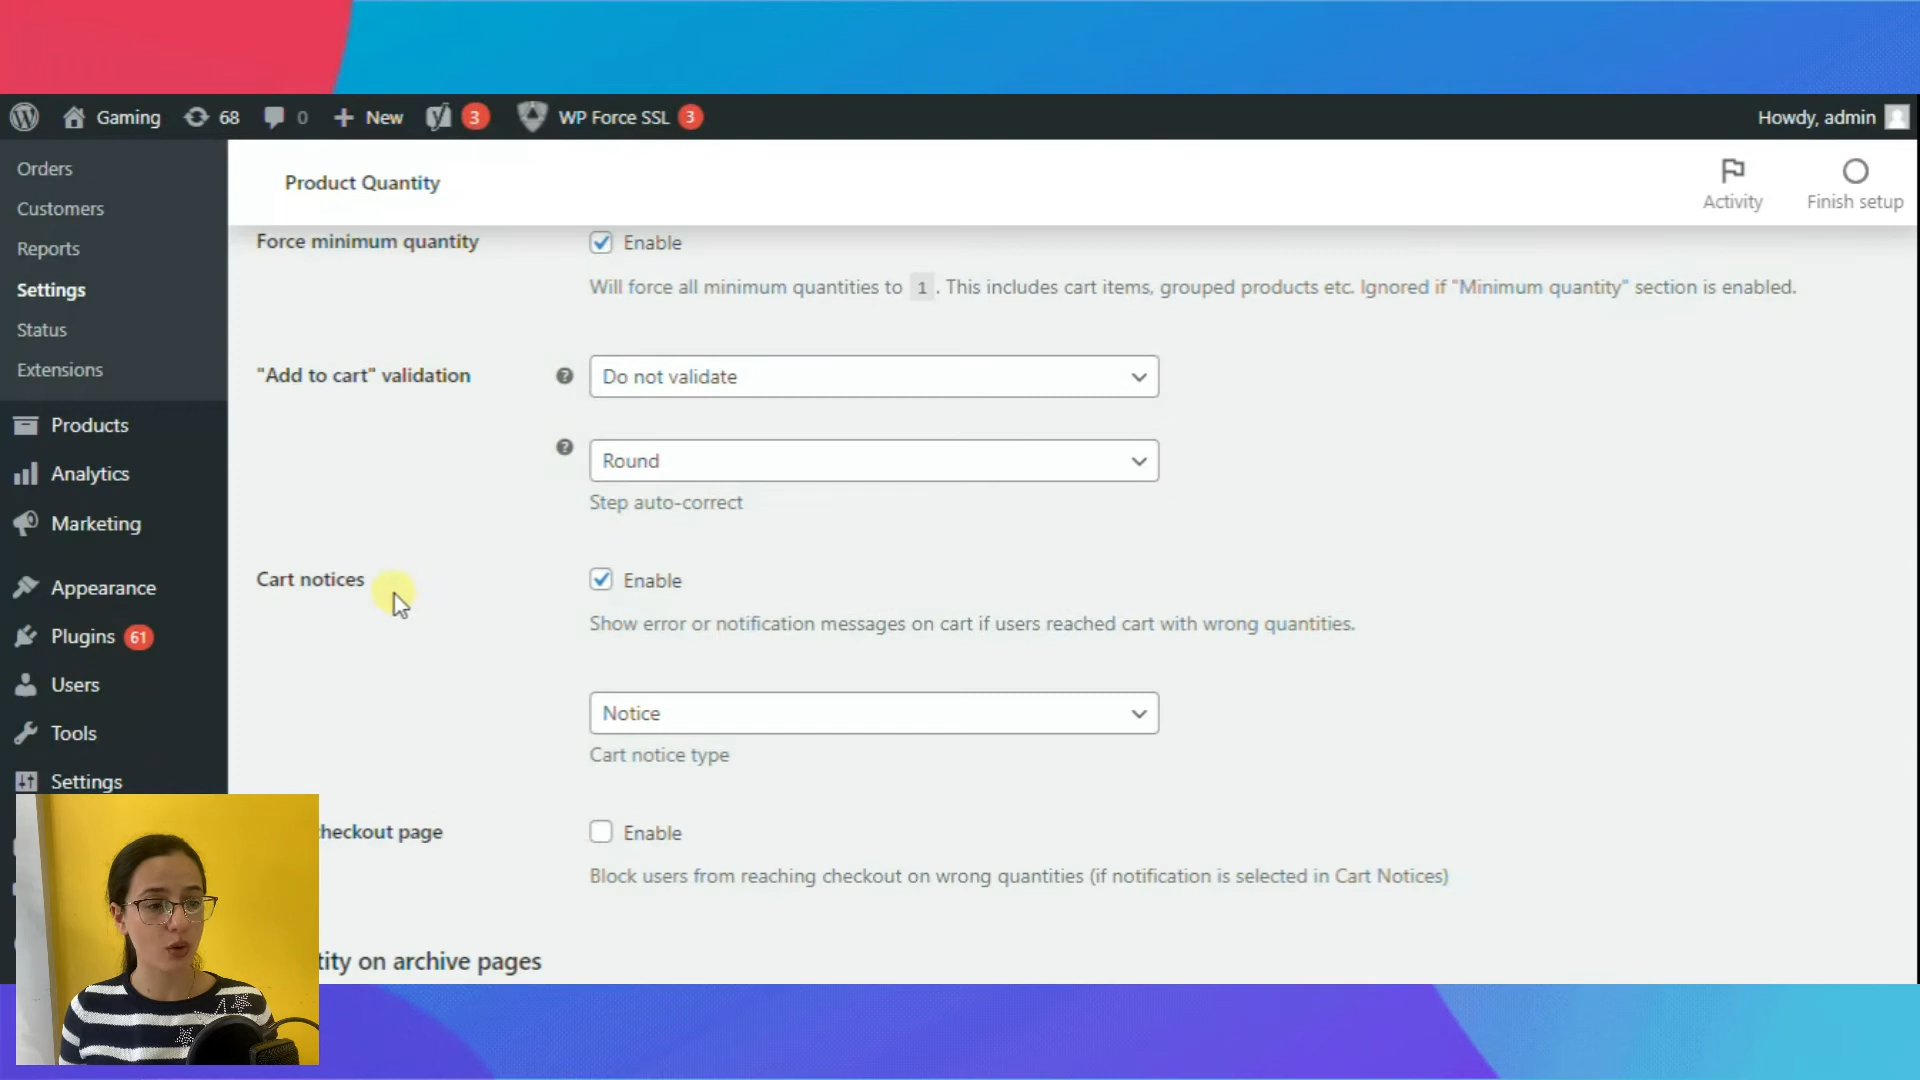 Gaming 68 0 New 3 WP Force SSL 3 Howdy, admin
Orders
Customers
Reports
Settings
Status
Extensions
Products
Analytics
Marketing
Appearance
Plugins 61
Users
Tools
Settings
Product Quantity
Activity
Finish setup
Force minimum quantity
Enable
Will force all minimum quantities to 1 . This includes cart items, grouped products etc. Ignored if "Minimum quantity" section is enabled.
"Add to cart" validation
Do not validate
Round
Step auto-correct
Cart notices
Enable
Show error or notification messages on cart if users reached cart with wrong quantities.
Notice
Cart notice type
checkout page
Enable
Block users from reaching checkout on wrong quantities (if notification is selected in Cart Notices)
tity on archive pages